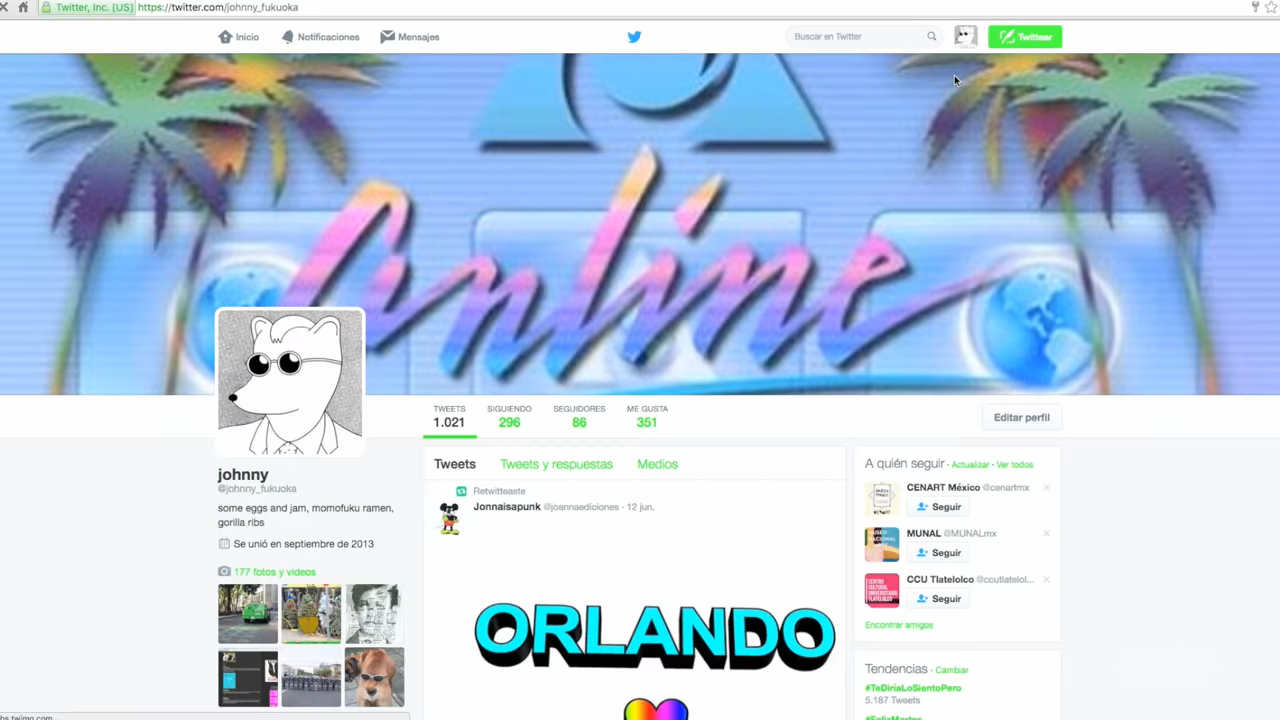 Twitter, Inc. [US] https://twitter.com/johnny_fukuoka
Inicio Notificaciones Mensajes Buscar en Twitter Twittear
Online
TWEETS SIGUIENDO SEGUIDORES ME GUSTA
1.021 296 86 351
Editar perfil
johnny
@johnny_fukuoka
some eggs and jam, momofuku ramen,
gorilla ribs
Se unió en septiembre de 2013
177 fotos y videos
Tweets Tweets y respuestas Medios
Retwitteaste
Jonnaisapunk @joannaediciones · 12 jun.
ORLANDO
A quién seguir · Actualizar · Ver todos
CENART México @cenartmx
Seguir
MUNAL @MUNALmx
Seguir
CCU Tlatelolco @ccutlatelol...
Seguir
Encontrar amigos
Tendencias · Cambiar
#TeDiriaLoSientoPero
5.187 Tweets
#FelizMartes